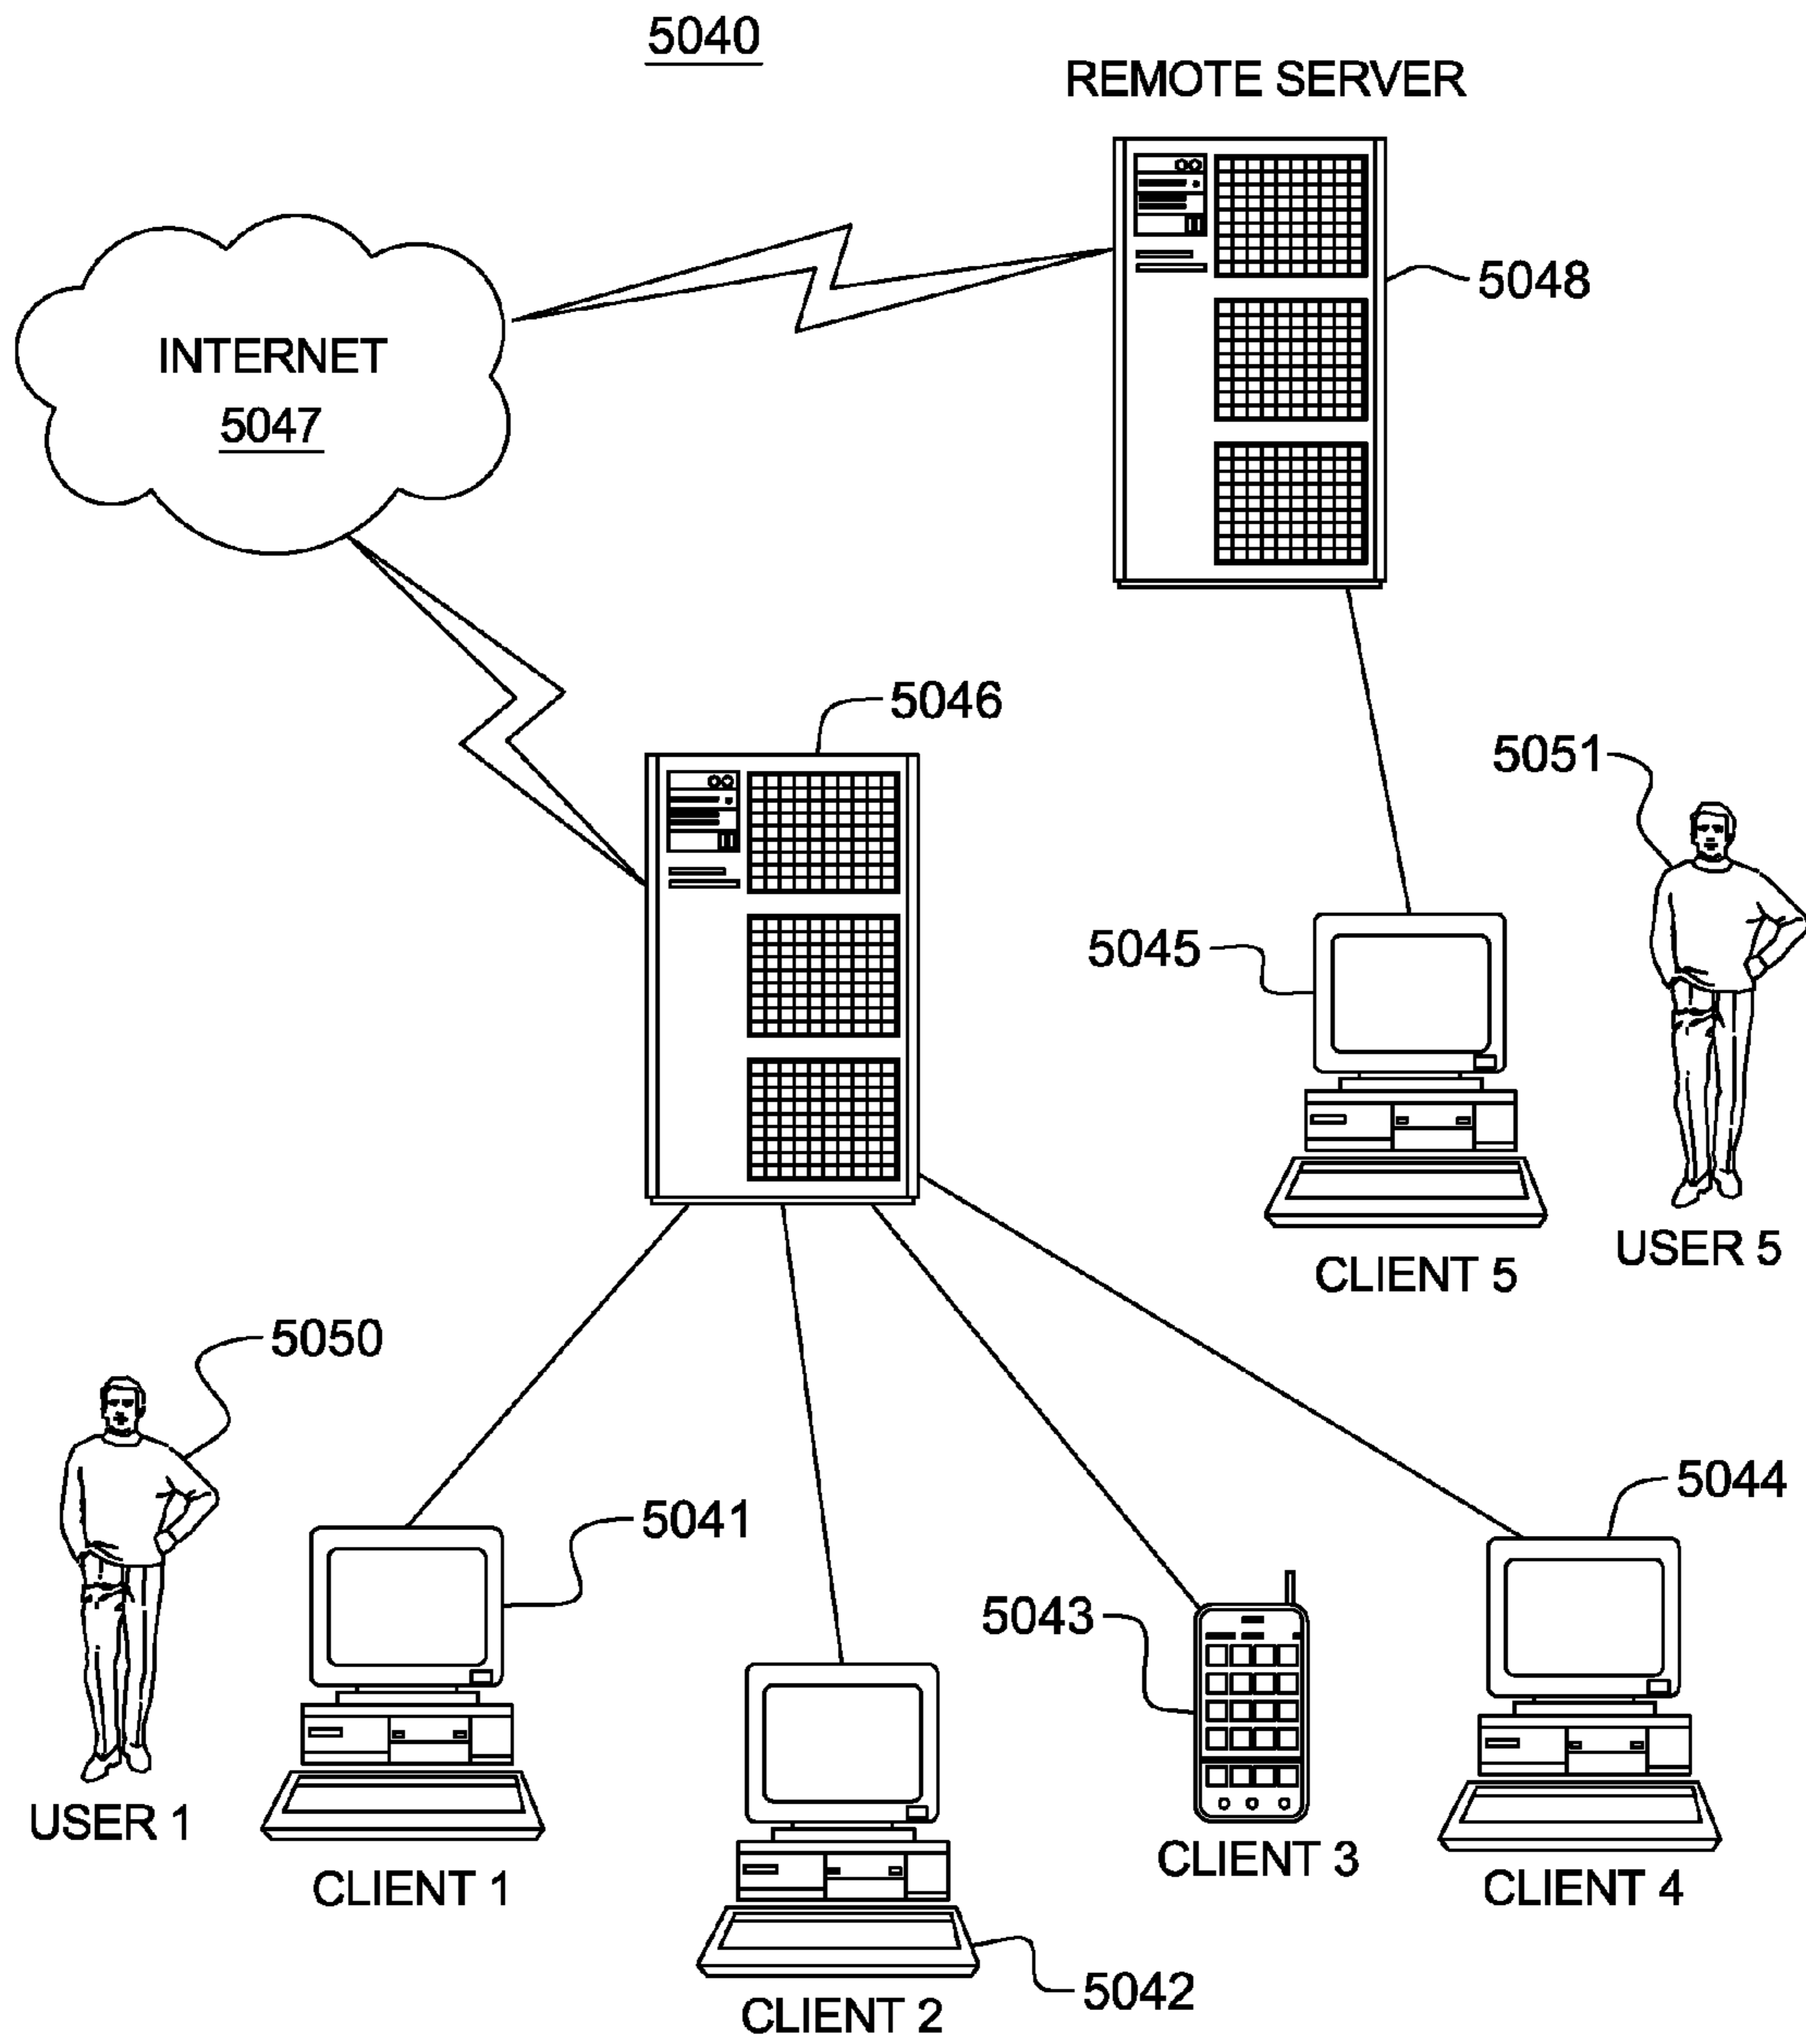 5040
REMOTE SERVER
5048
INTERNET
5047
5046
5051
5045
USER 5
CLIENT 5
5050
5044
5041
5043
USER 1
CLIENT 3
CLIENT 1
CLIENT 4
5042
CLIENT 2